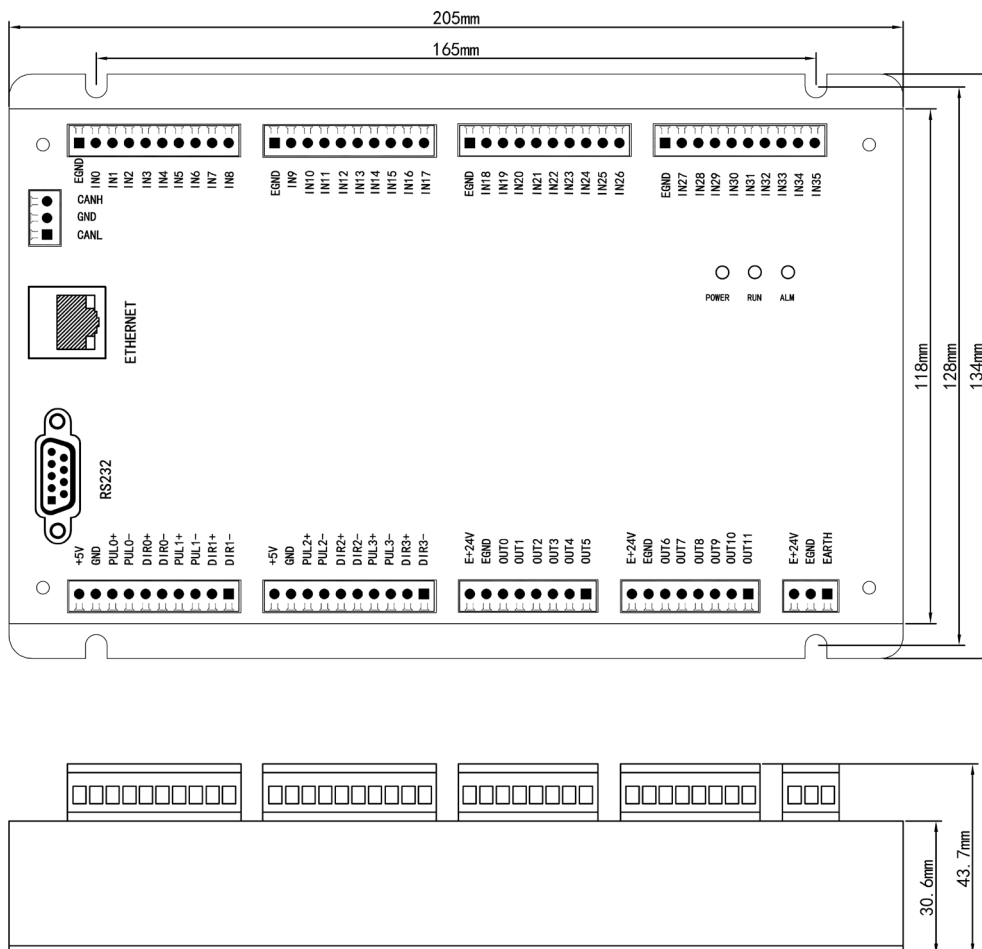 205mm
165mm
EGND IN0 IN1 IN2 IN3 IN4 IN5 IN6 IN7 IN8
EGND IN9 IN10 IN11 IN12 IN13 IN14 IN15 IN16 IN17
EGND IN18 IN19 IN20 IN21 IN22 IN23 IN24 IN25 IN26
EGND IN27 IN28 IN29 IN30 IN31 IN32 IN33 IN34 IN35
CANH
GND
CANL
POWER RUN ALM
ETHERNET
118mm
128mm
134mm
RS232
+5V GND PUL0+ PUL0- DIR0+ DIR0- PUL1+ PUL1- DIR1+ DIR1-
+5V GND PUL2+ PUL2- DIR2+ DIR2- PUL3+ PUL3- DIR3+ DIR3-
E+24V EGND OUT0 OUT1 OUT2 OUT3 OUT4 OUT5
E+24V EGND OUT6 OUT7 OUT8 OUT9 OUT10 OUT11
E+24V EGND EARTH
30.6mm
43.7mm